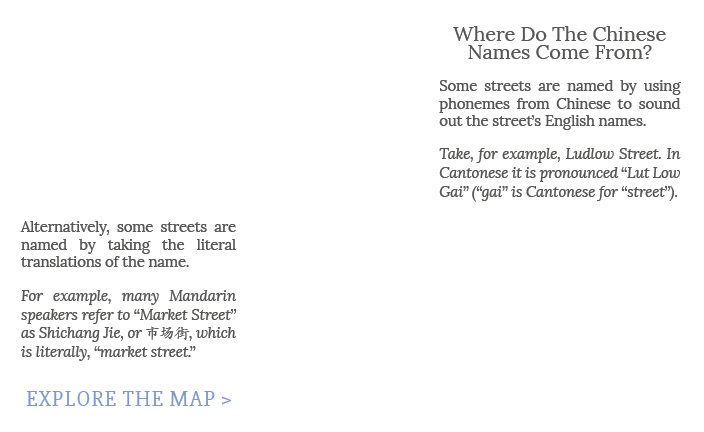 Where Do The Chinese
Names Come From?
Some streets are named by using
phonemes from Chinese to sound
out the street’s English names.
Take, for example, Ludlow Street. In
Cantonese it is pronounced “Lut Low
Gai” (“gai” is Cantonese for “street”).
Alternatively, some streets are
named by taking the literal
translations of the name.
For example, many Mandarin
speakers refer to “Market Street”
as Shichang Jie, or 市场街, which
is literally, “market street.”
EXPLORE THE MAP >